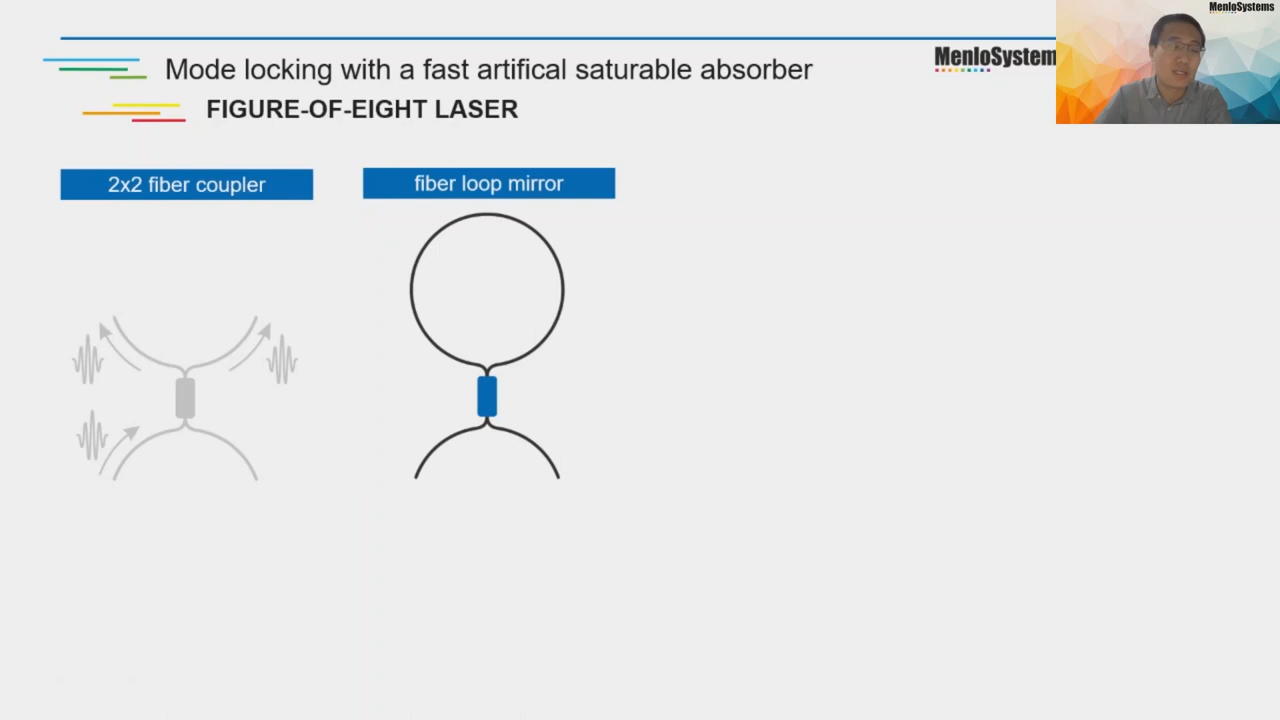 MenloSystems
Mode locking with a fast artifical saturable absorber
MenloSystem
FIGURE-OF-EIGHT LASER
2x2 fiber coupler
fiber loop mirror